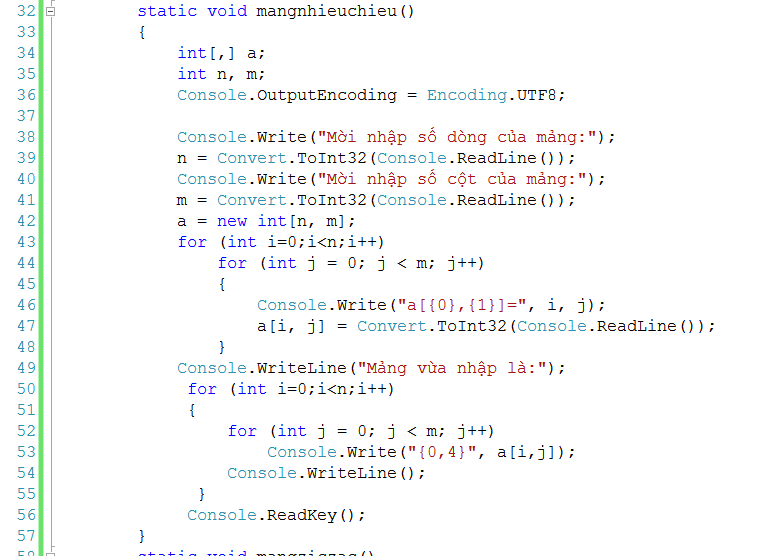 32 static void mangnhieuchieu()
33 {
34 int[,] a;
35 int n, m;
36 Console.OutputEncoding = Encoding.UTF8;
37
38 Console.Write("Mời nhập số dòng của mảng:");
39 n = Convert.ToInt32(Console.ReadLine());
40 Console.Write("Mời nhập số cột của mảng:");
41 m = Convert.ToInt32(Console.ReadLine());
42 a = new int[n, m];
43 for (int i=0;i<n;i++)
44 for (int j = 0; j < m; j++)
45 {
46 Console.Write("a[{0},{1}]=", i, j);
47 a[i, j] = Convert.ToInt32(Console.ReadLine());
48 }
49 Console.WriteLine("Mảng vừa nhập là:");
50 for (int i=0;i<n;i++)
51 {
52 for (int j = 0; j < m; j++)
53 Console.Write("{0,4}", a[i,j]);
54 Console.WriteLine();
55 }
56 Console.ReadKey();
57 }
58 static void mangzigzag()